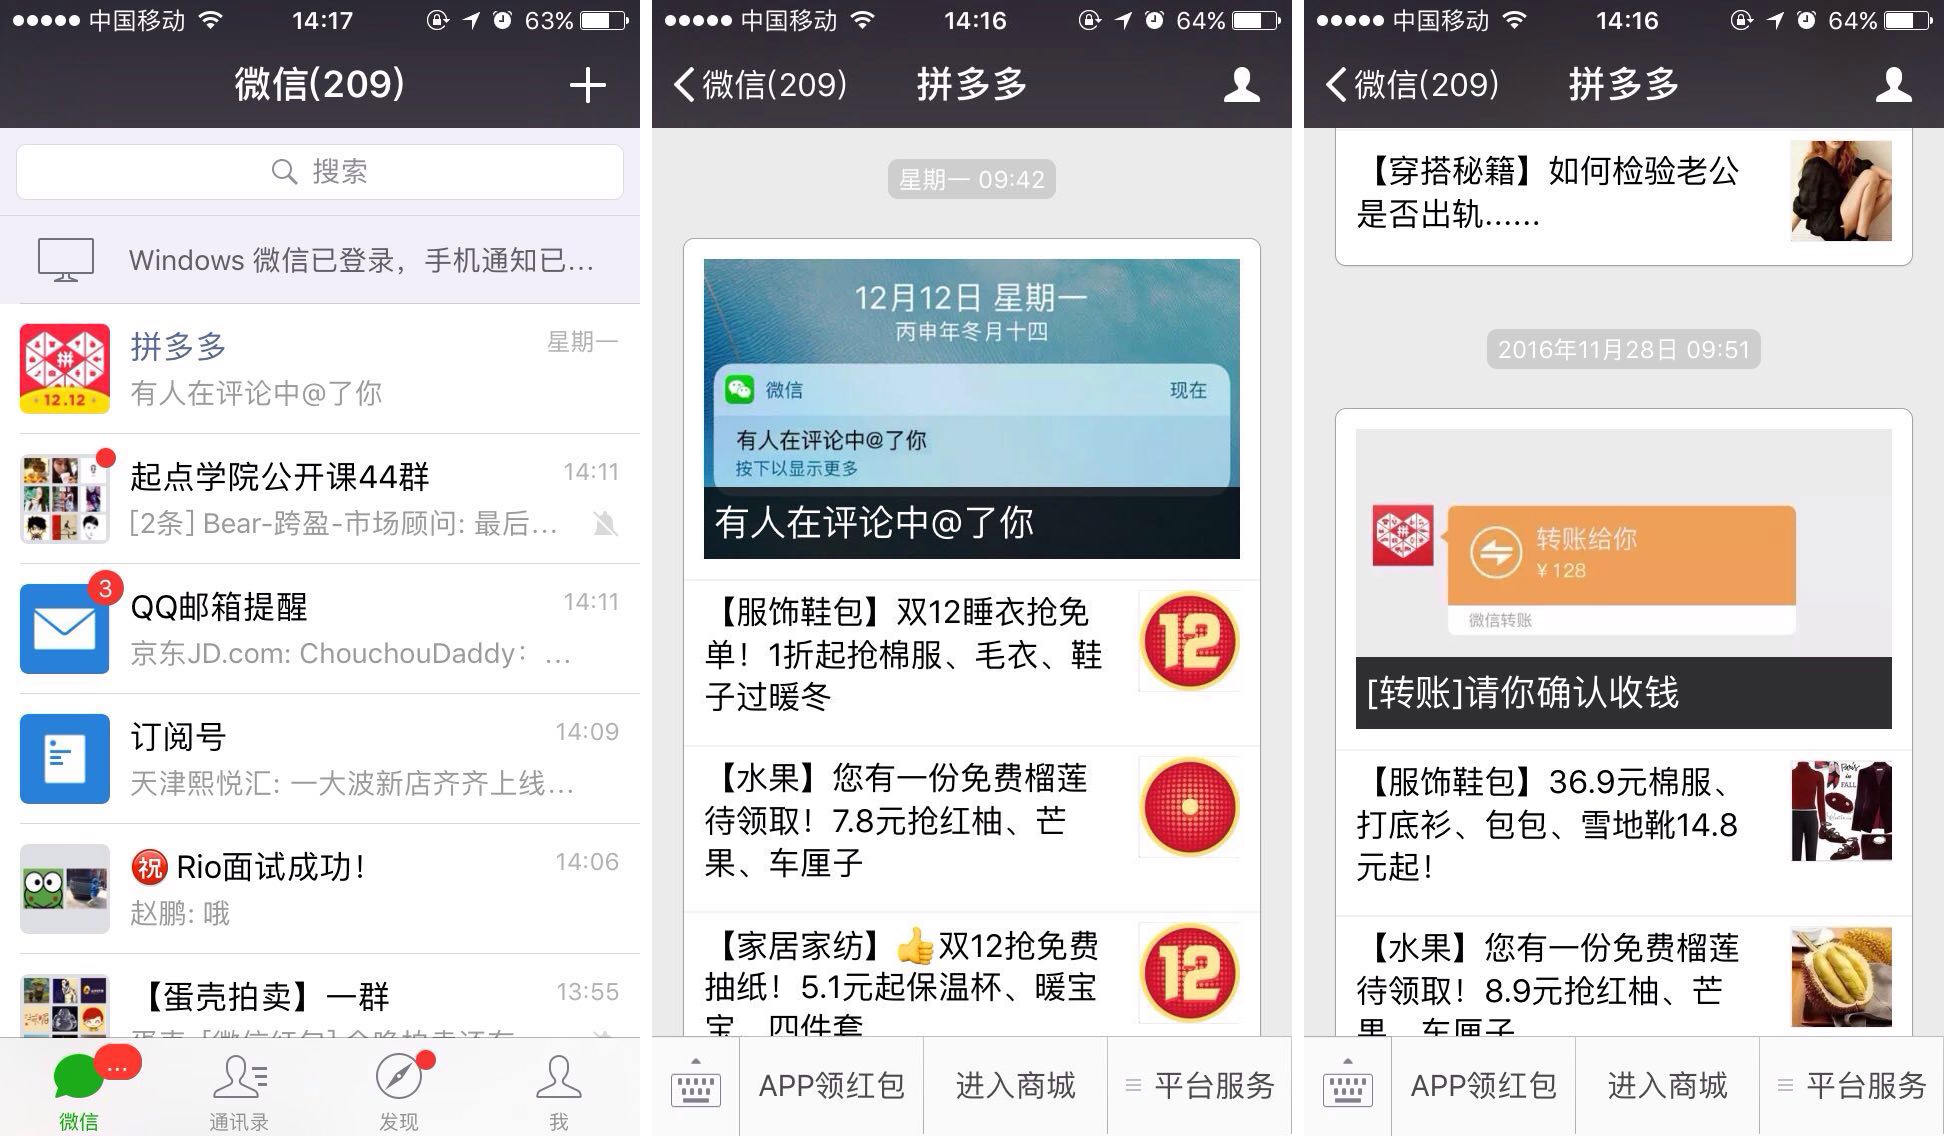 中国移动 14:17 63%
微信(209)
搜索
Windows 微信已登录，手机通知已...
拼多多 星期一
有人在评论中@了你
拼
12.12
起点学院公开课44群 14:11
[2条] Bear-跨盈-市场顾问: 最后...
3
QQ邮箱提醒 14:11
京东JD.com: ChouchouDaddy： ...
订阅号 14:09
天津熙悦汇: 一大波新店齐齐上线...
祝 Rio面试成功！ 14:06
赵鹏: 哦
【蛋壳拍卖】一群 13:55
...
微信 通讯录 发现 我
中国移动 14:16 64%
微信(209) 拼多多
星期一 09:42
12月12日 星期一
丙申年冬月十四
微信 现在
有人在评论中@了你
按下以显示更多
有人在评论中@了你
【服饰鞋包】双12睡衣抢免
单！1折起抢棉服、毛衣、鞋
子过暖冬
12
【水果】您有一份免费榴莲
待领取！7.8元抢红柚、芒
果、车厘子
【家居家纺】👍双12抢免费
抽纸！5.1元起保温杯、暖宝
宝、四件套
12
APP领红包 进入商城 平台服务
中国移动 14:16 64%
微信(209) 拼多多
【穿搭秘籍】如何检验老公
是否出轨......
2016年11月28日 09:51
拼
转账给你
¥128
微信转账
[转账]请你确认收钱
【服饰鞋包】36.9元棉服、
打底衫、包包、雪地靴14.8
元起！
【水果】您有一份免费榴莲
待领取！8.9元抢红柚、芒
果、车厘子
APP领红包 进入商城 平台服务